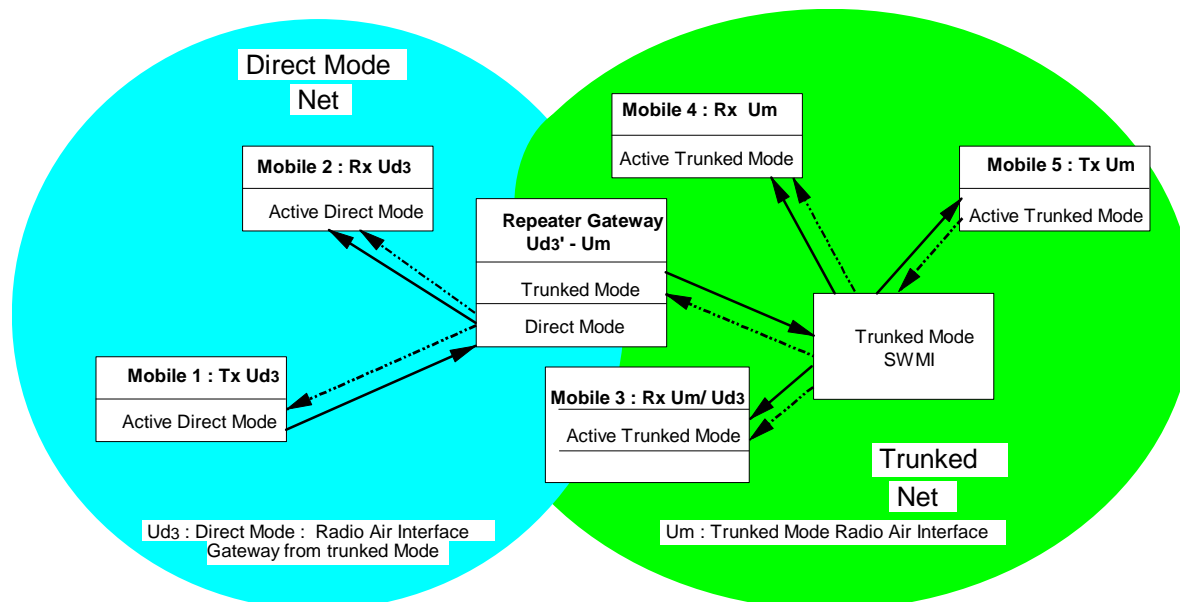 Direct Mode
Net
Mobile 2 : Rx Ud3
Active Direct Mode
Mobile 1 : Tx Ud3
Active Direct Mode
Repeater Gateway
Ud3' - Um
Trunked Mode
Direct Mode
Mobile 4 : Rx Um
Active Trunked Mode
Mobile 5 : Tx Um
Active Trunked Mode
Trunked Mode
SWMI
Mobile 3 : Rx Um/ Ud3
Active Trunked Mode
Trunked
Net
Ud3 : Direct Mode : Radio Air Interface
Gateway from trunked Mode
Um : Trunked Mode Radio Air Interface